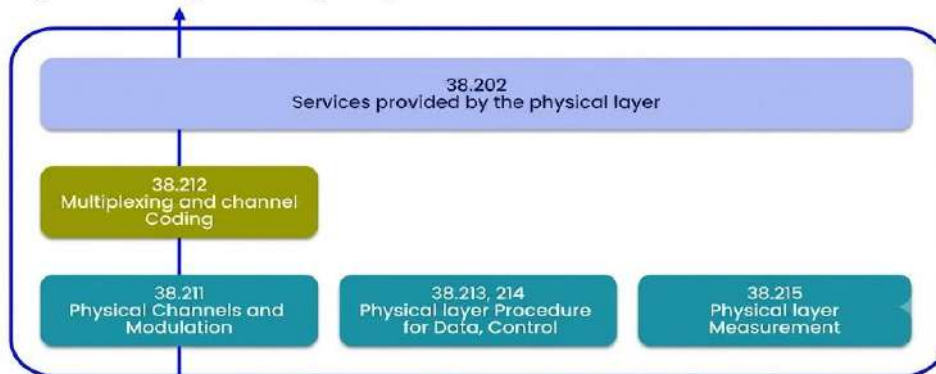 38.202
Services provided by the physical layer
38.212
Multiplexing and channel
Coding
38.211
Physical Channels and
Modulation
38.213, 214
Physical layer Procedure
for Data, Control
38.215
Physical layer
Measurement